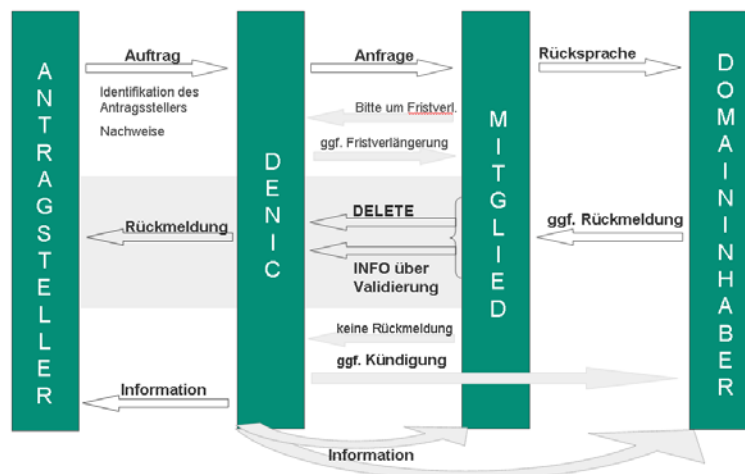 ANTRAGSTELLER
DENIC
MITGLIED
DOMAININHABER
Auftrag
Identifikation des
Antragsstellers
Nachweise
Anfrage
Rücksprache
Bitte um Fristverl.
ggf. Fristverlängerung
Rückmeldung
DELETE
INFO über
Validierung
ggf. Rückmeldung
keine Rückmeldung
ggf. Kündigung
Information
Information